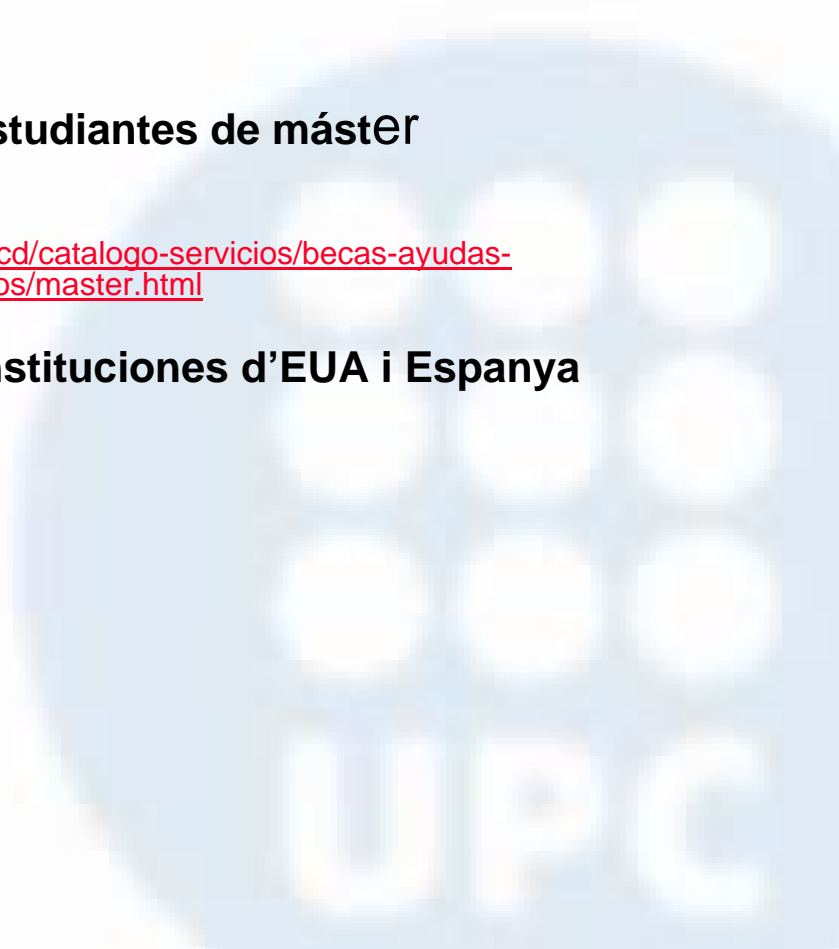 studiantes de máster
cd/catalogo-servicios/becas-ayudas-
os/master.html
nstituciones d’EUA i Espanya
UPC